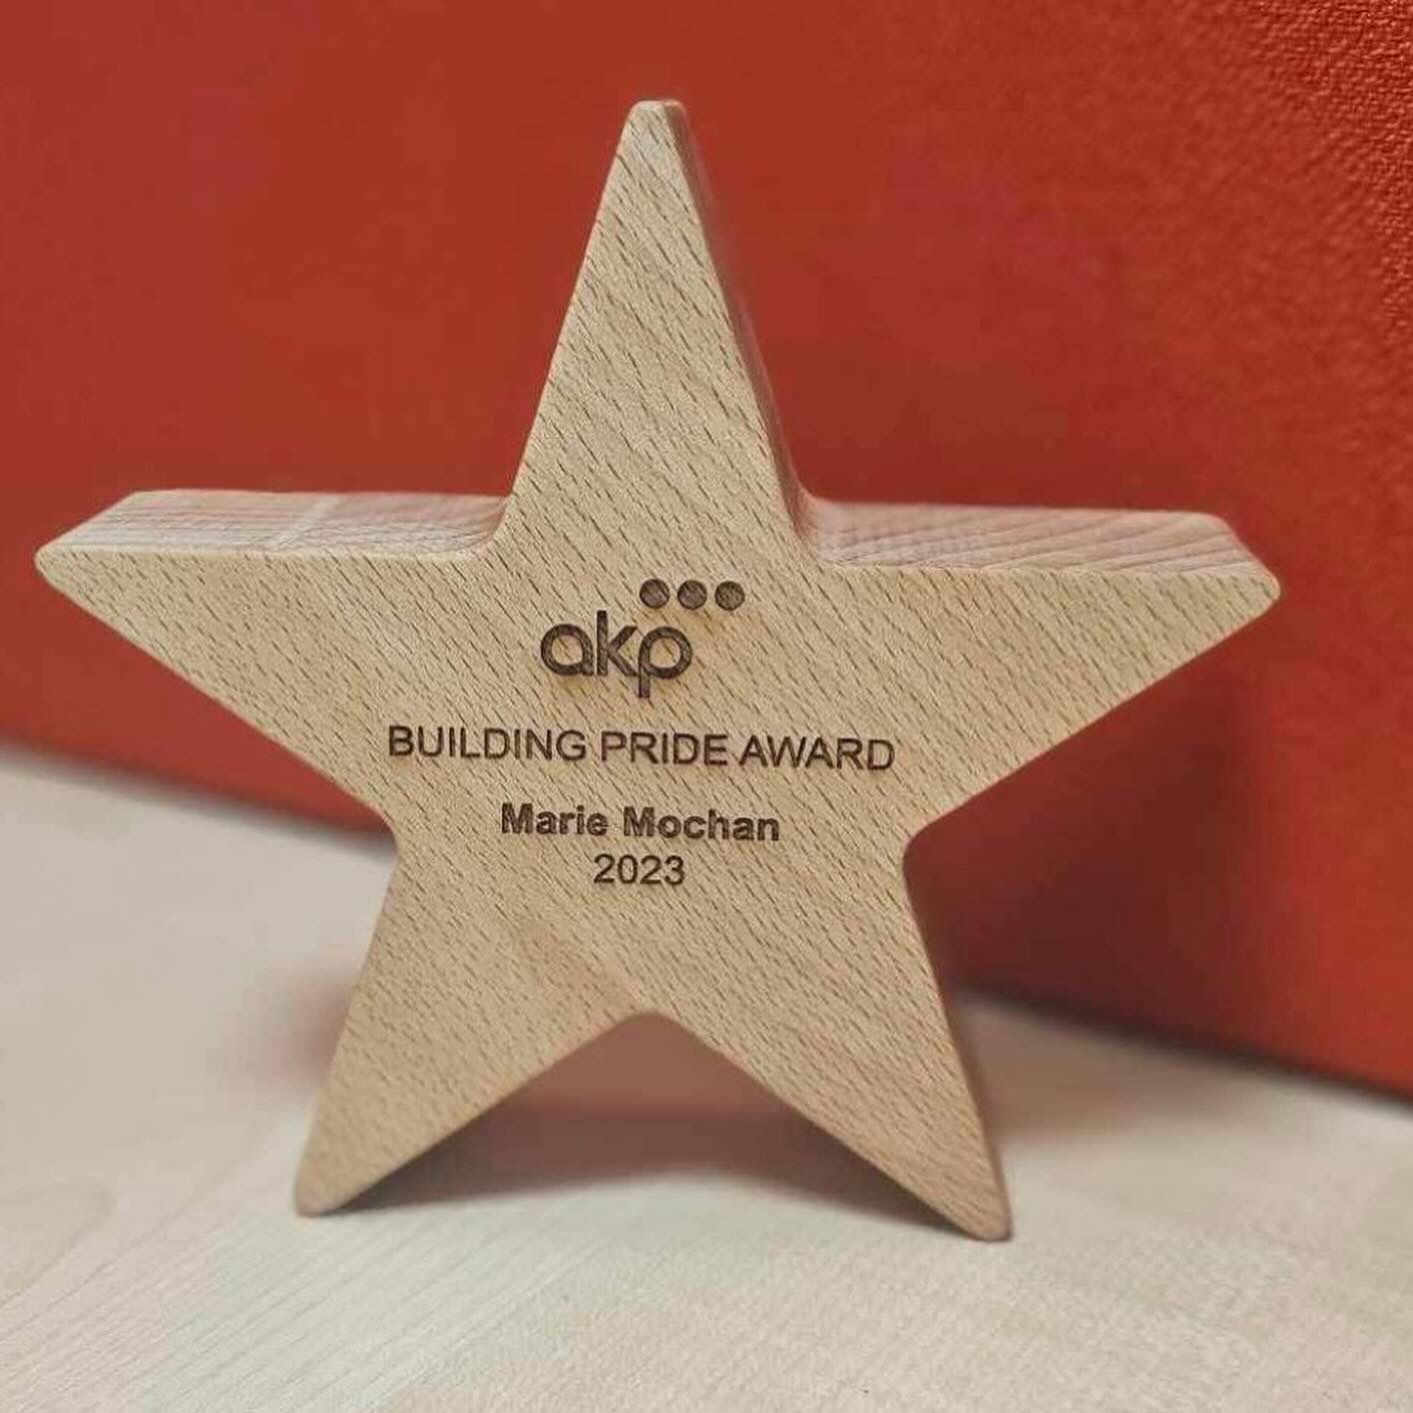 akp
BUILDING PRIDE AWARD
Marie Mochan
2023